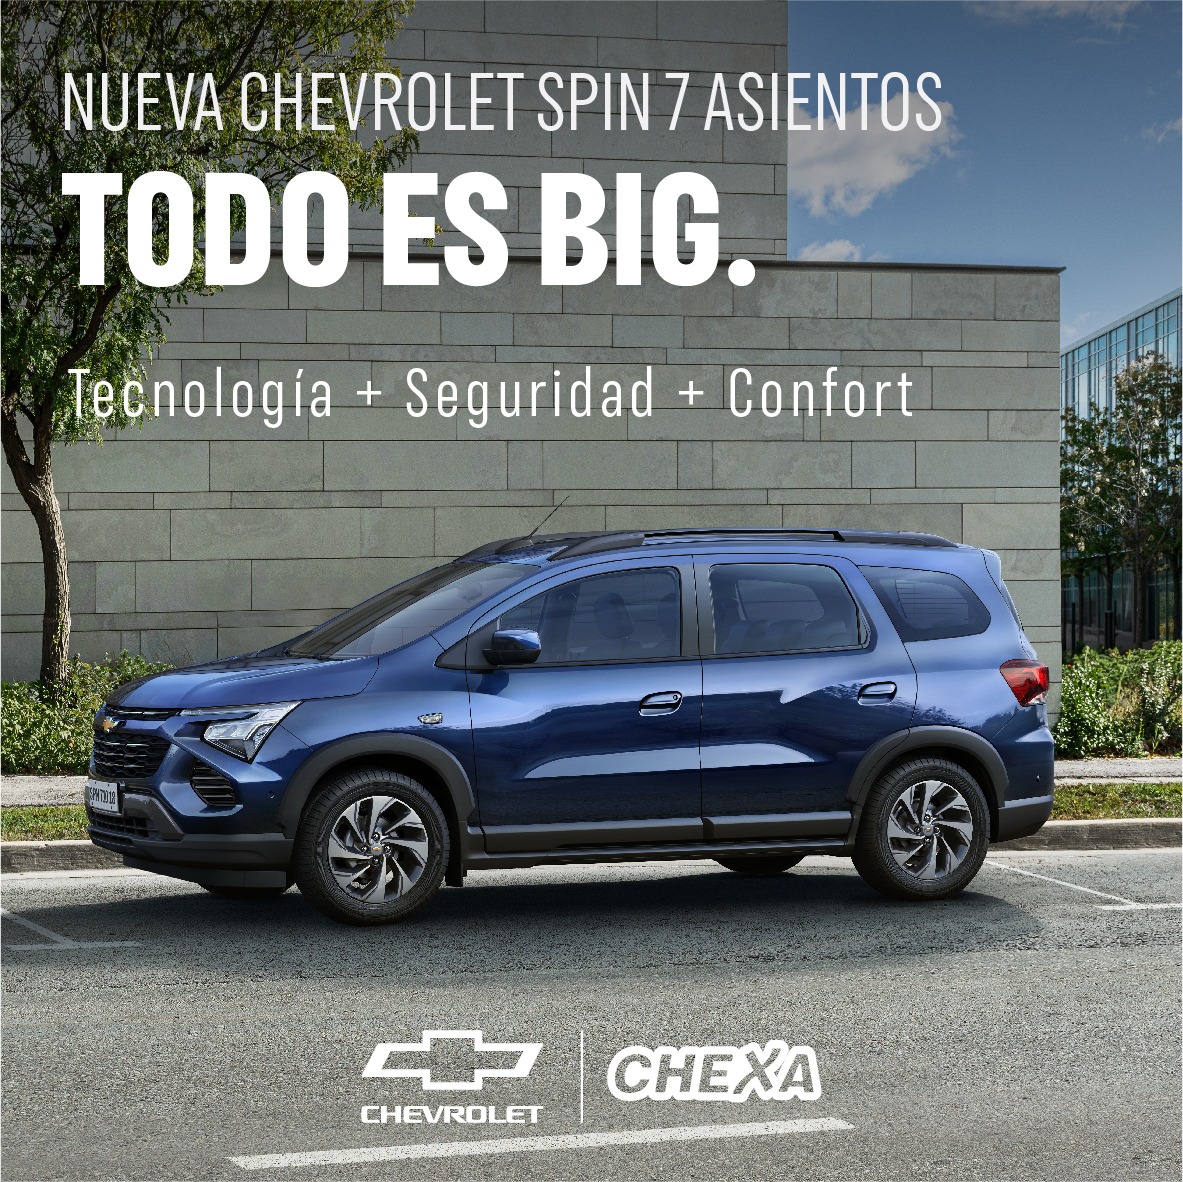 NUEVA CHEVROLET SPIN 7 ASIENTOS
TODO ES BIG.
Tecnología + Seguridad + Confort
CHEVROLET
CHEXA